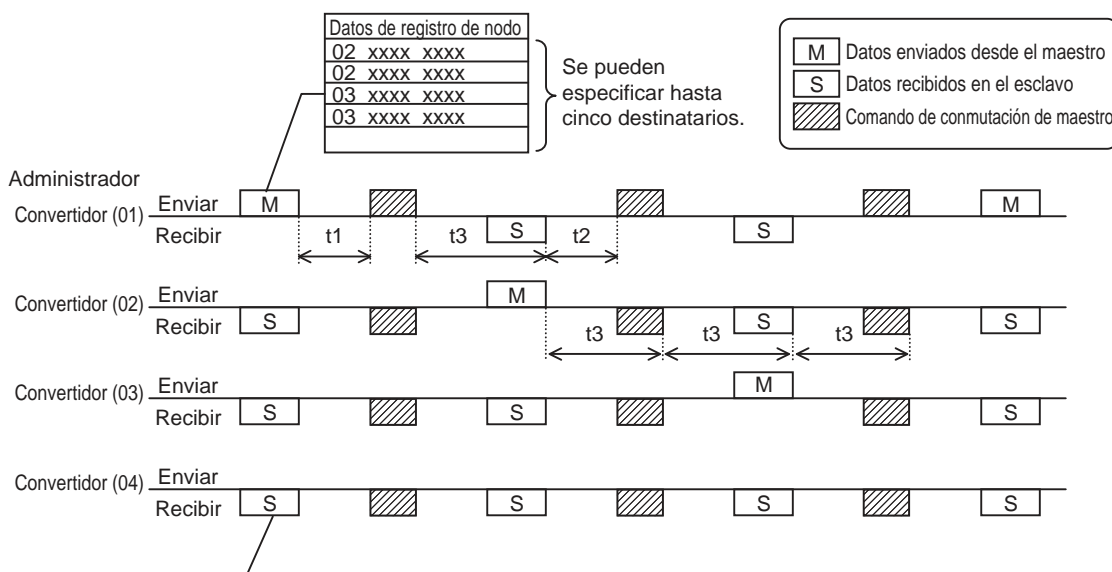 Datos de registro de nodo
02 xxxx xxxx
02 xxxx xxxx
03 xxxx xxxx
03 xxxx xxxx
Se pueden
especificar hasta
cinco destinatarios.
M Datos enviados desde el maestro
S Datos recibidos en el esclavo
Comando de conmutación de maestro
Administrador
Convertidor (01)
Enviar
Recibir
M
M
S
S
t1
t3
t2
Convertidor (02)
Enviar
Recibir
M
S
S
S
t3
t3
t3
Convertidor (03)
Enviar
Recibir
M
S
S
S
Convertidor (04)
Enviar
Recibir
S
S
S
S